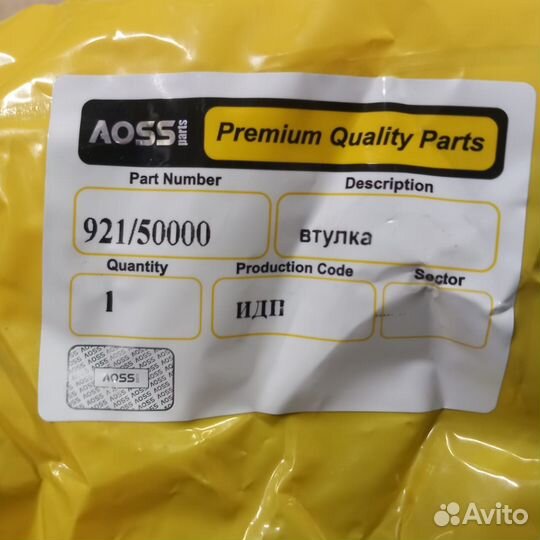 AOSS parts Premium Quality Parts
Part Number Description
921/50000 втулка
Quantity Production Code Sector
1 ИДП
AOSS
Avito